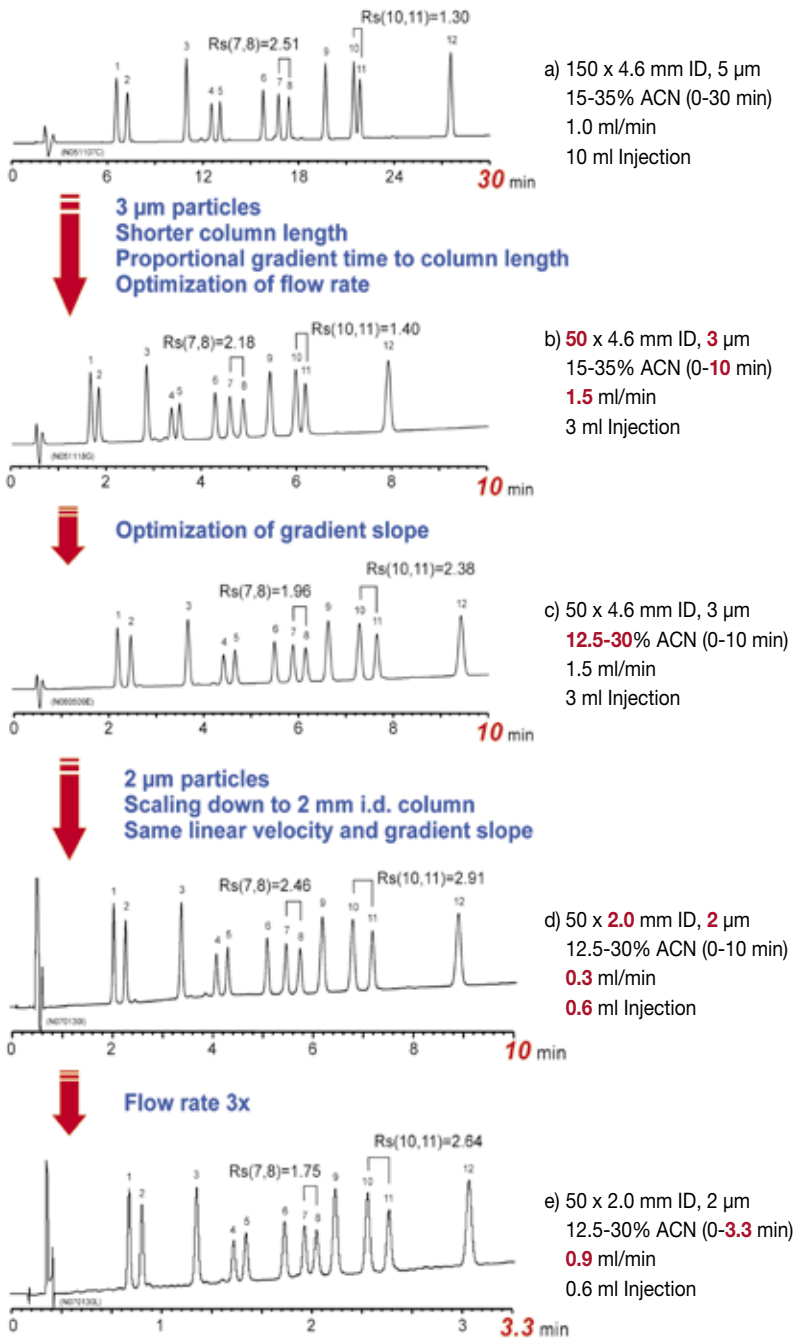 Rs(10,11)=1.30
Rs(7,8)=2.51
1 2 3 4 5 6 7 8 9 10 11 12
(N051107C)
0 6 12 18 24 30 min
a) 150 x 4.6 mm ID, 5 µm
15-35% ACN (0-30 min)
1.0 ml/min
10 ml Injection
3 µm particles
Shorter column length
Proportional gradient time to column length
Optimization of flow rate
Rs(10,11)=1.40
Rs(7,8)=2.18
1 2 3 4 5 6 7 8 9 10 11 12
(N051118G)
0 2 4 6 8 10 min
b) 50 x 4.6 mm ID, 3 µm
15-35% ACN (0-10 min)
1.5 ml/min
3 ml Injection
Optimization of gradient slope
Rs(10,11)=2.38
Rs(7,8)=1.96
1 2 3 4 5 6 7 8 9 10 11 12
0 2 4 6 8 10 min
c) 50 x 4.6 mm ID, 3 µm
12.5-30% ACN (0-10 min)
1.5 ml/min
3 ml Injection
2 µm particles
Scaling down to 2 mm i.d. column
Same linear velocity and gradient slope
Rs(10,11)=2.91
Rs(7,8)=2.46
1 2 3 4 5 6 7 8 9 10 11 12
0 2 4 6 8 10 min
d) 50 x 2.0 mm ID, 2 µm
12.5-30% ACN (0-10 min)
0.3 ml/min
0.6 ml Injection
Flow rate 3x
Rs(10,11)=2.64
Rs(7,8)=1.75
1 2 3 4 5 6 7 8 9 10 11 12
(N070130L)
0 1 2 3 3.3 min
e) 50 x 2.0 mm ID, 2 µm
12.5-30% ACN (0-3.3 min)
0.9 ml/min
0.6 ml Injection